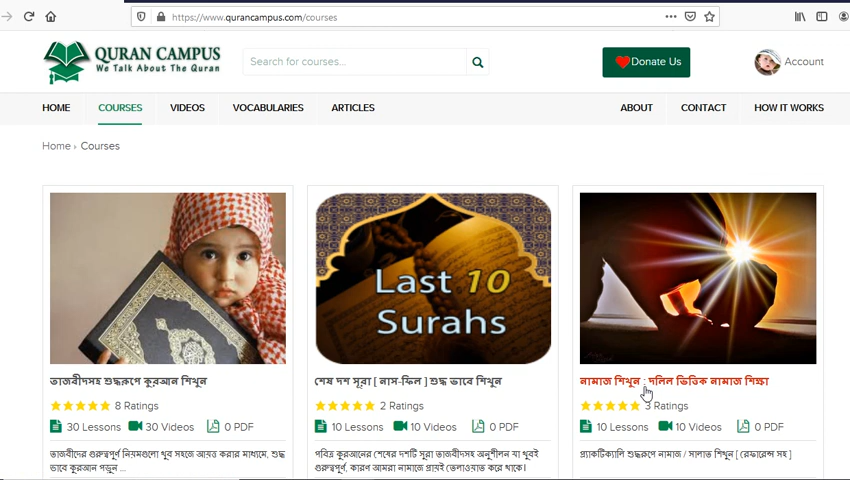 https://www.qurancampus.com/courses
QURAN CAMPUS
We Talk About The Quran
Search for courses...
Donate Us
Account
HOME
COURSES
VIDEOS
VOCABULARIES
ARTICLES
ABOUT
CONTACT
HOW IT WORKS
Home › Courses
Last 10
Surahs
তাজবীদসহ শুদ্ধরুপে কুরআন শিখুন
8 Ratings
30 Lessons 30 Videos 0 PDF
তাজবীদের গুরুত্বপূর্ণ নিয়মগুলো খুব সহজে আয়ত্ত করার মাধ্যমে, শুদ্ধ
ভাবে কুরআন পড়ুন ...
শেষ দশ সূরা [ নাস-ফিল ] শুদ্ধ ভাবে শিখুন
2 Ratings
10 Lessons 10 Videos 0 PDF
পবিত্র কুরআনের শেষের দশটি সূরা তাজবীদসহ অনুশীলন যা খুবই
গুরুত্বপূর্ণ, কারণ আমরা নামাজে প্রায়ই তেলাওয়াত করে থাকে।
নামাজ শিখুন : দলিল ভিত্তিক নামাজ শিক্ষা
3 Ratings
10 Lessons 10 Videos 0 PDF
প্র্যাকটিক্যালি শুদ্ধরুপে নামাজ / সালাত শিখুন [ রেফারেন্স সহ ]